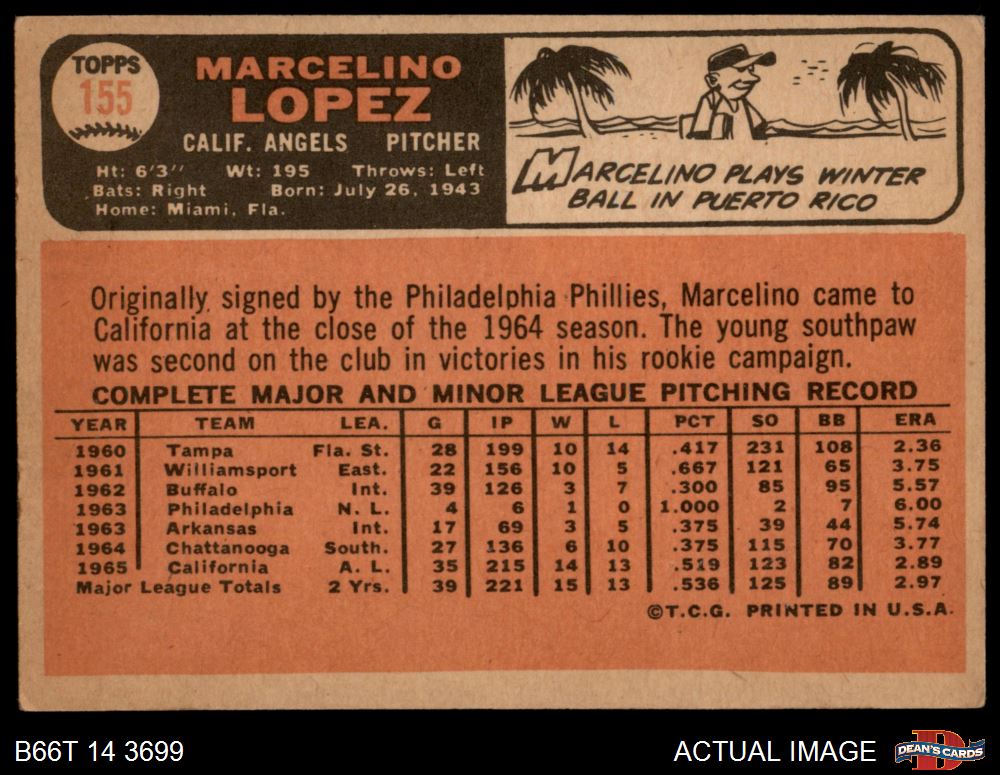 TOPPS
155
MARCELINO
LOPEZ
CALIF. ANGELS PITCHER
Ht: 6'3" Wt: 195 Throws: Left
Bats: Right Born: July 26, 1943
Home: Miami, Fla.
MARCELINO PLAYS WINTER
BALL IN PUERTO RICO
Originally signed by the Philadelphia Phillies, Marcelino came to
California at the close of the 1964 season. The young southpaw
was second on the club in victories in his rookie campaign.
COMPLETE MAJOR AND MINOR LEAGUE PITCHING RECORD
YEAR TEAM LEA. G IP W L PCT SO BB ERA
1960 Tampa Fla. St. 28 199 10 14 .417 231 108 2.36
1961 Williamsport East. 22 156 10 5 .667 121 65 3.75
1962 Buffalo Int. 39 126 3 7 .300 85 95 5.57
1963 Philadelphia N. L. 4 6 1 0 1.000 2 7 6.00
1963 Arkansas Int. 17 69 3 5 .375 39 44 5.74
1964 Chattanooga South. 27 136 6 10 .375 115 70 3.77
1965 California A. L. 35 215 14 13 .519 123 82 2.89
Major League Totals 2 Yrs. 39 221 15 13 .536 125 89 2.97
©T.C.G. PRINTED IN U.S.A.
B66T 14 3699 ACTUAL IMAGE DEAN'S CARDS